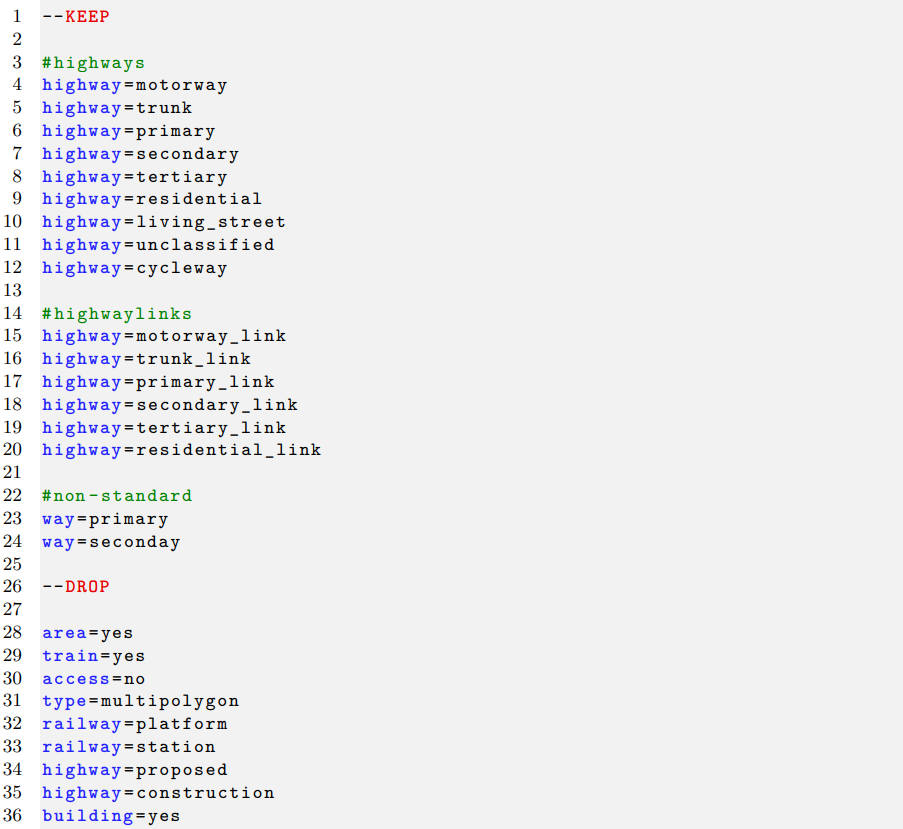 1 --KEEP
2
3 #highways
4 highway=motorway
5 highway=trunk
6 highway=primary
7 highway=secondary
8 highway=tertiary
9 highway=residential
10 highway=living_street
11 highway=unclassified
12 highway=cycleway
13
14 #highwaylinks
15 highway=motorway_link
16 highway=trunk_link
17 highway=primary_link
18 highway=secondary_link
19 highway=tertiary_link
20 highway=residential_link
21
22 #non-standard
23 way=primary
24 way=seconday
25
26 --DROP
27
28 area=yes
29 train=yes
30 access=no
31 type=multipolygon
32 railway=platform
33 railway=station
34 highway=proposed
35 highway=construction
36 building=yes